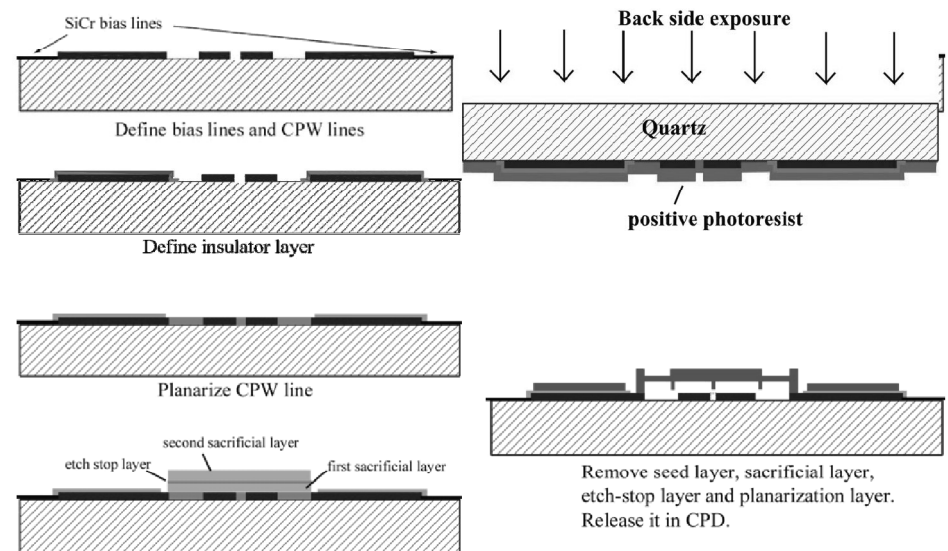 SiCr bias lines
Define bias lines and CPW lines
Define insulator layer
Planarize CPW line
second sacrificial layer
etch stop layer
first sacrificial layer
Back side exposure
Quartz
positive photoresist
Remove seed layer, sacrificial layer,
etch-stop layer and planarization layer.
Release it in CPD.